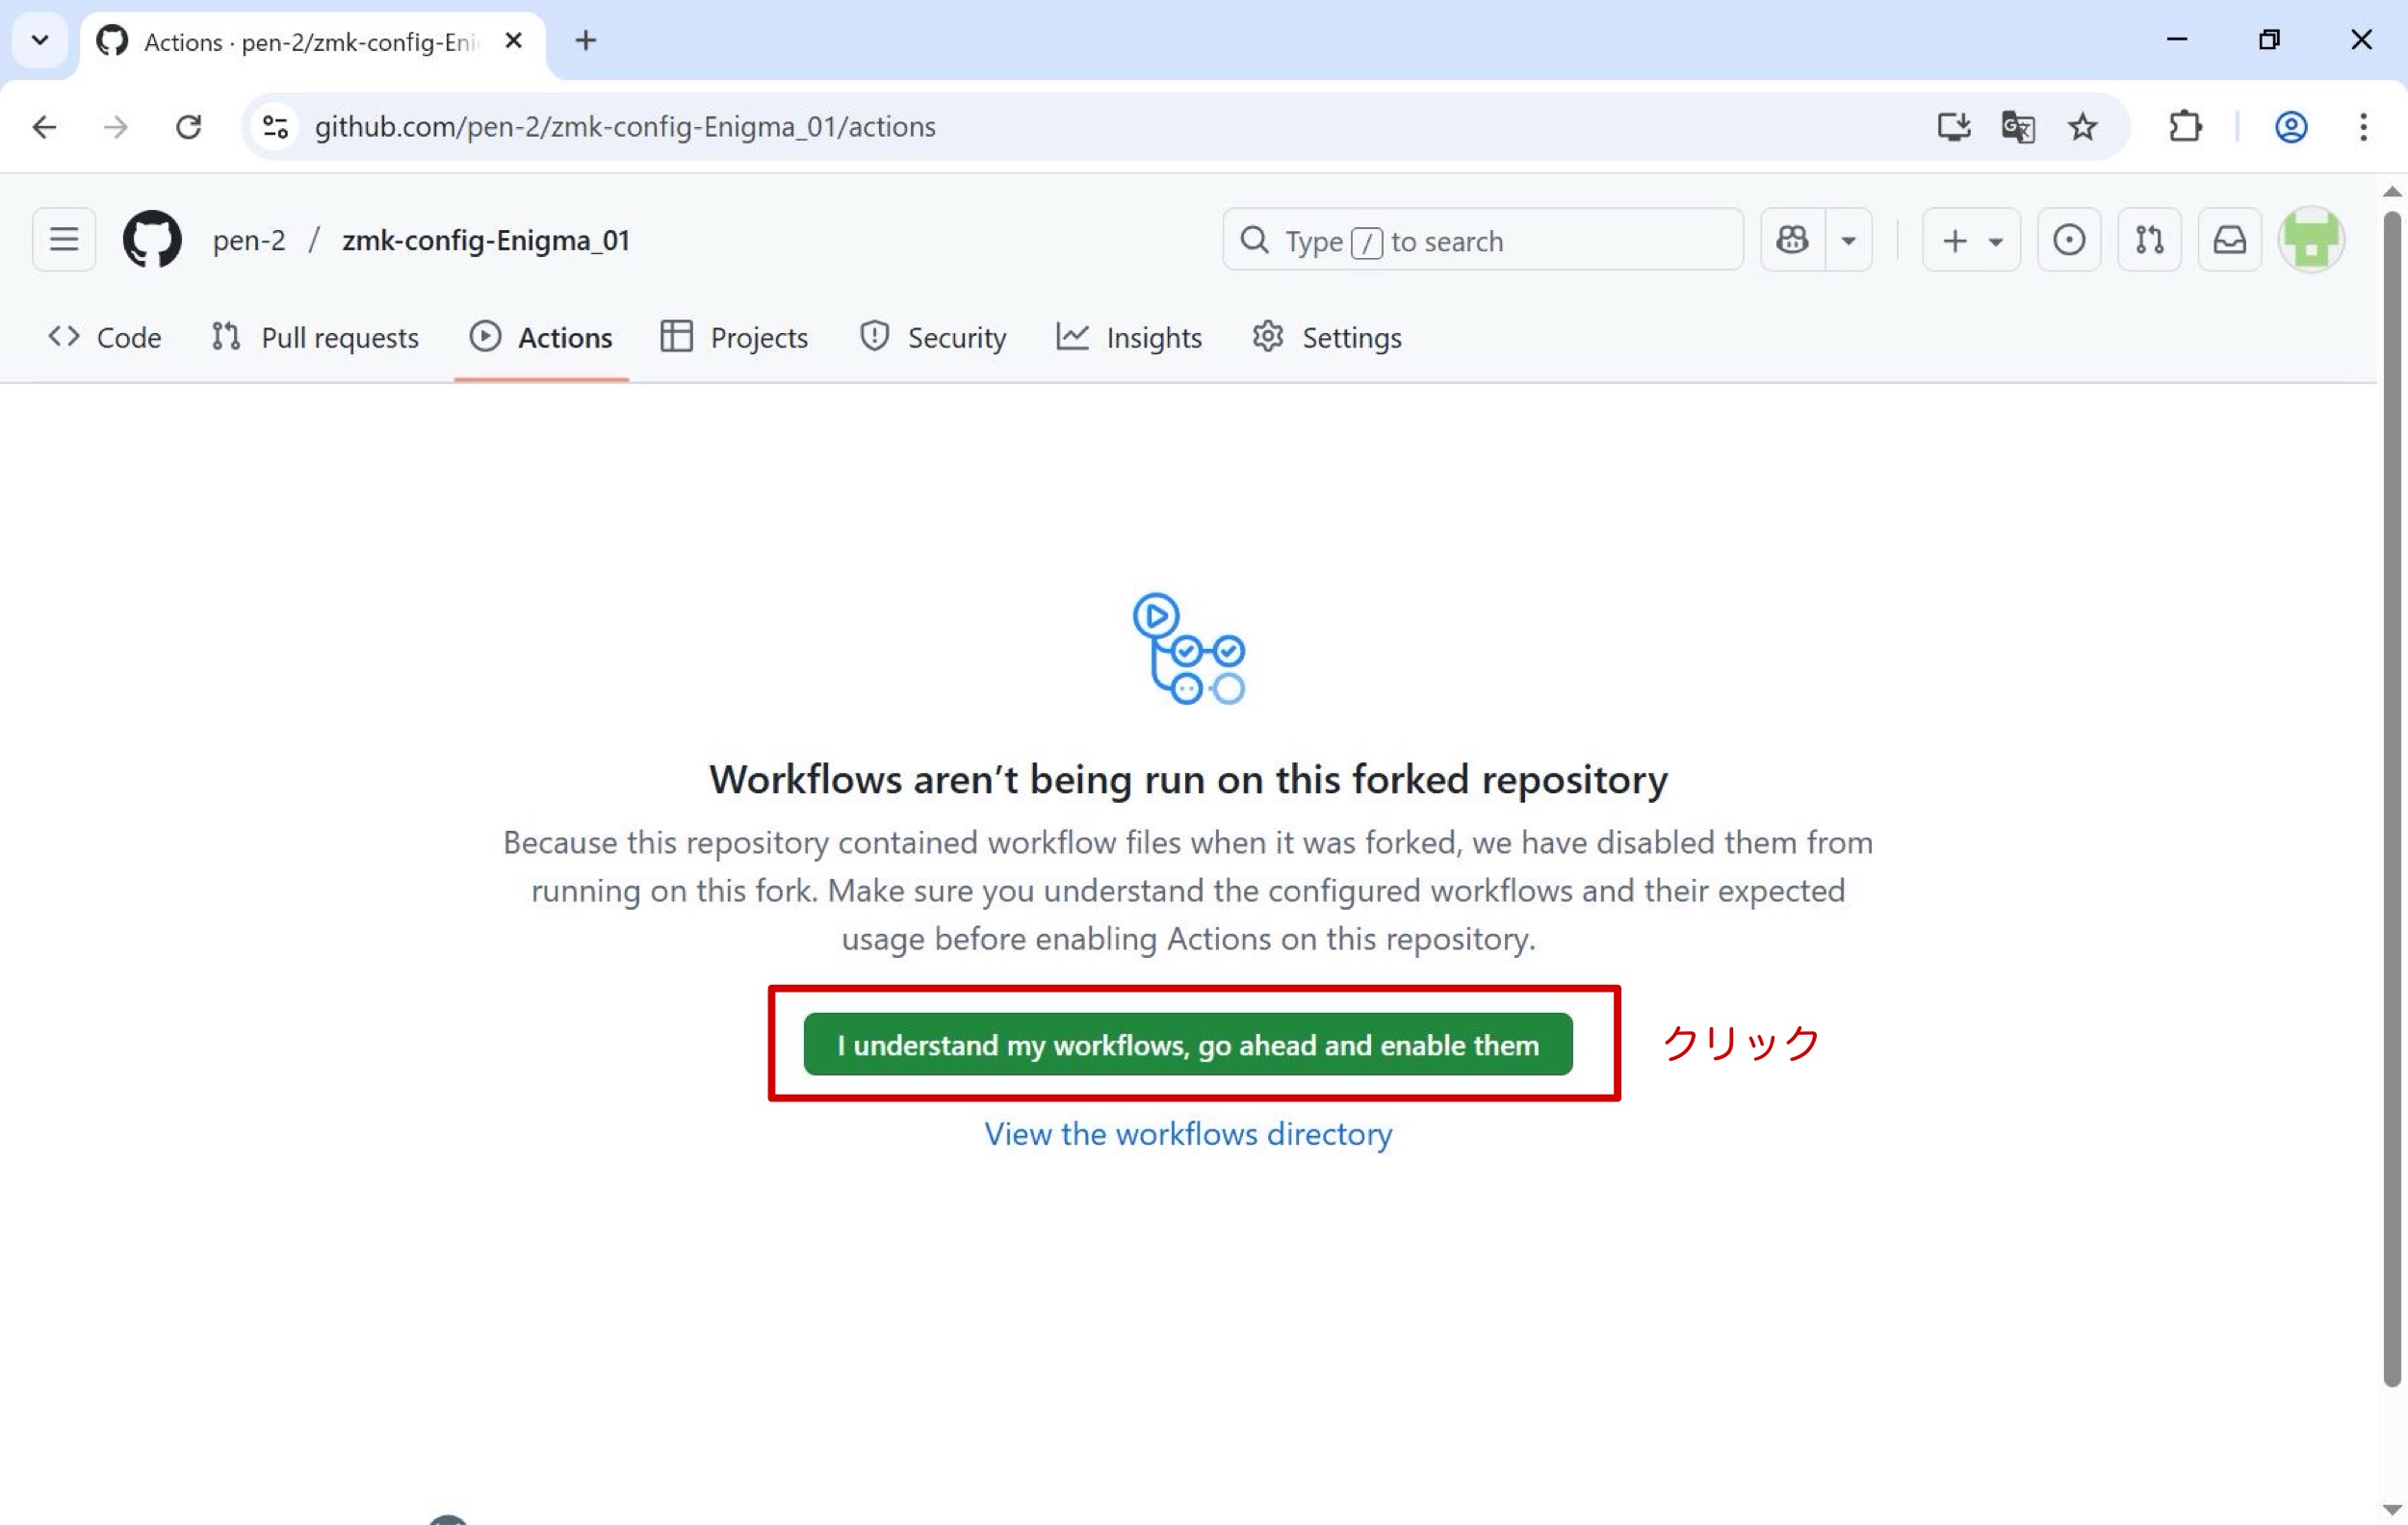 Actions · pen-2/zmk-config-Eni
github.com/pen-2/zmk-config-Enigma_01/actions
pen-2 / zmk-config-Enigma_01
Type / to search
Code Pull requests Actions Projects Security Insights Settings
Workflows aren’t being run on this forked repository
Because this repository contained workflow files when it was forked, we have disabled them from
running on this fork. Make sure you understand the configured workflows and their expected
usage before enabling Actions on this repository.
I understand my workflows, go ahead and enable them
クリック
View the workflows directory